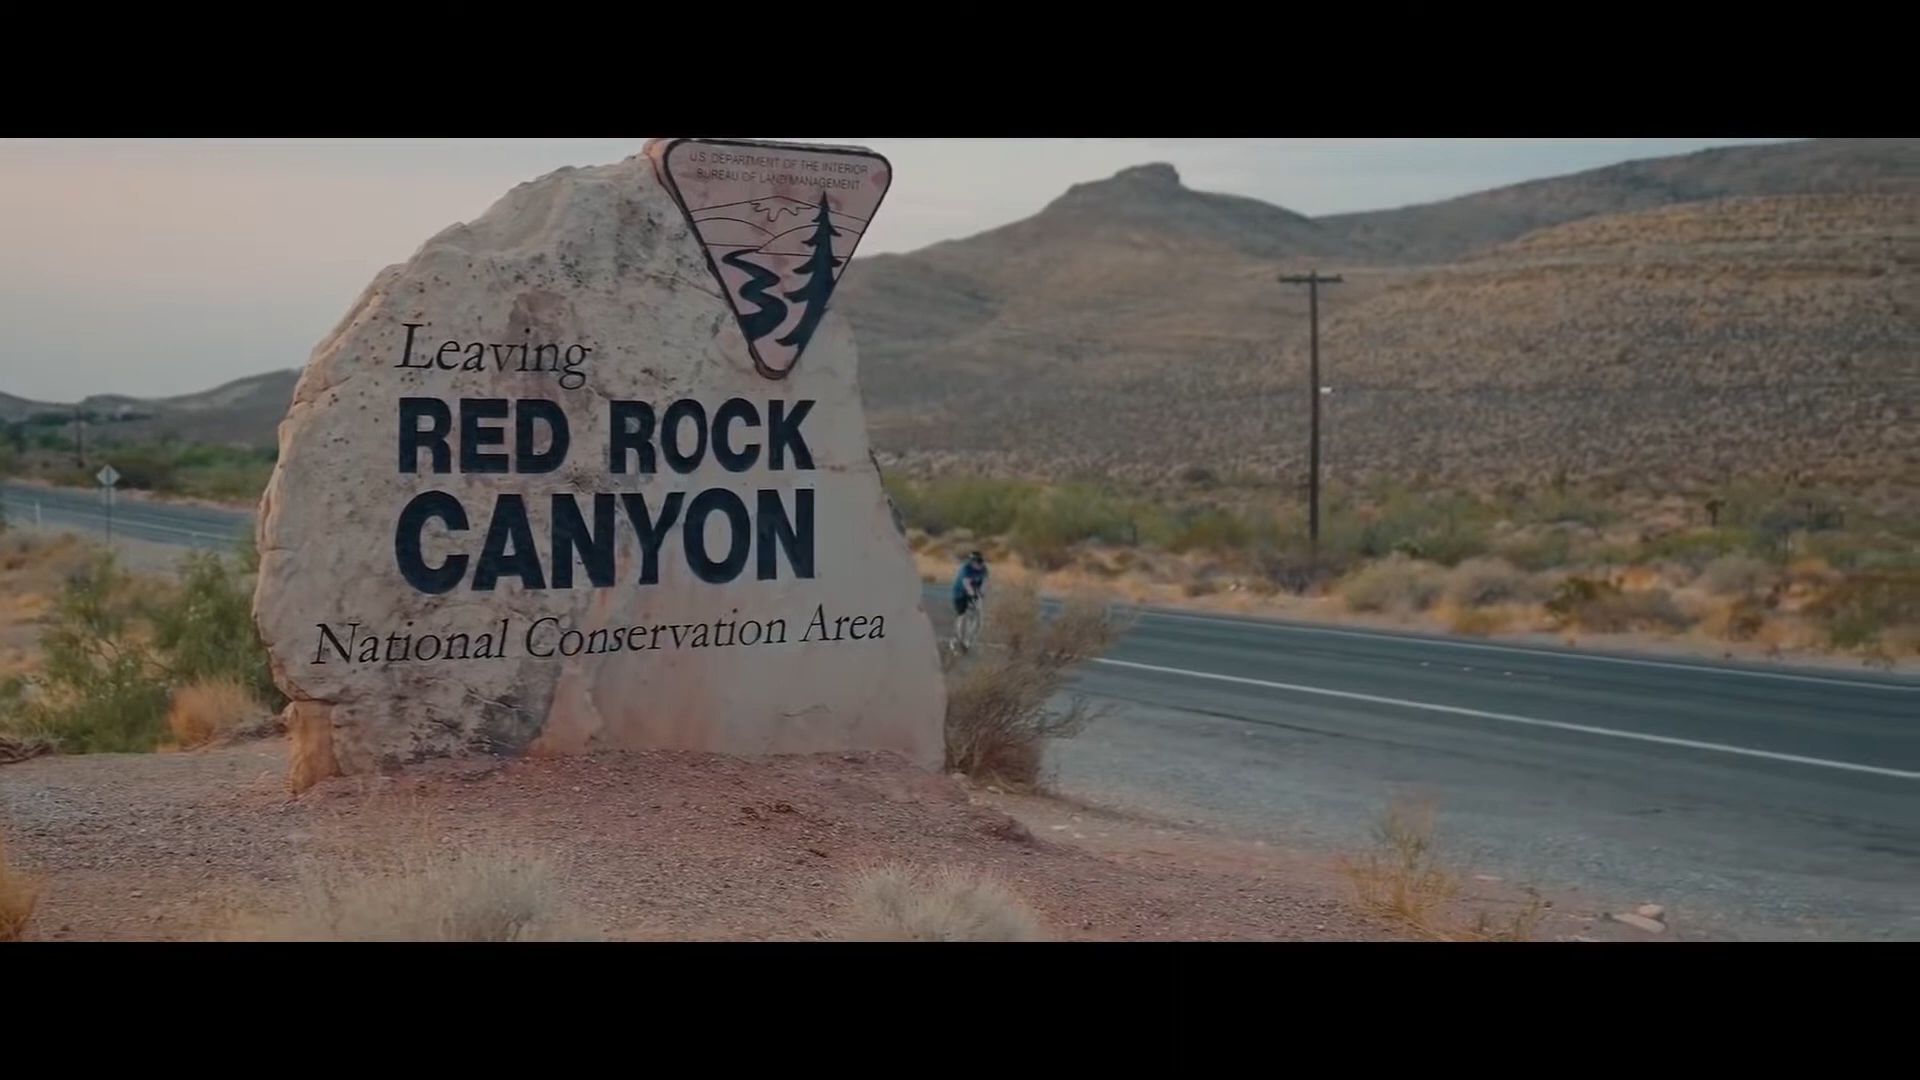 U.S. DEPARTMENT OF THE INTERIOR
BUREAU OF LAND MANAGEMENT
Leaving
RED ROCK
CANYON
National Conservation Area